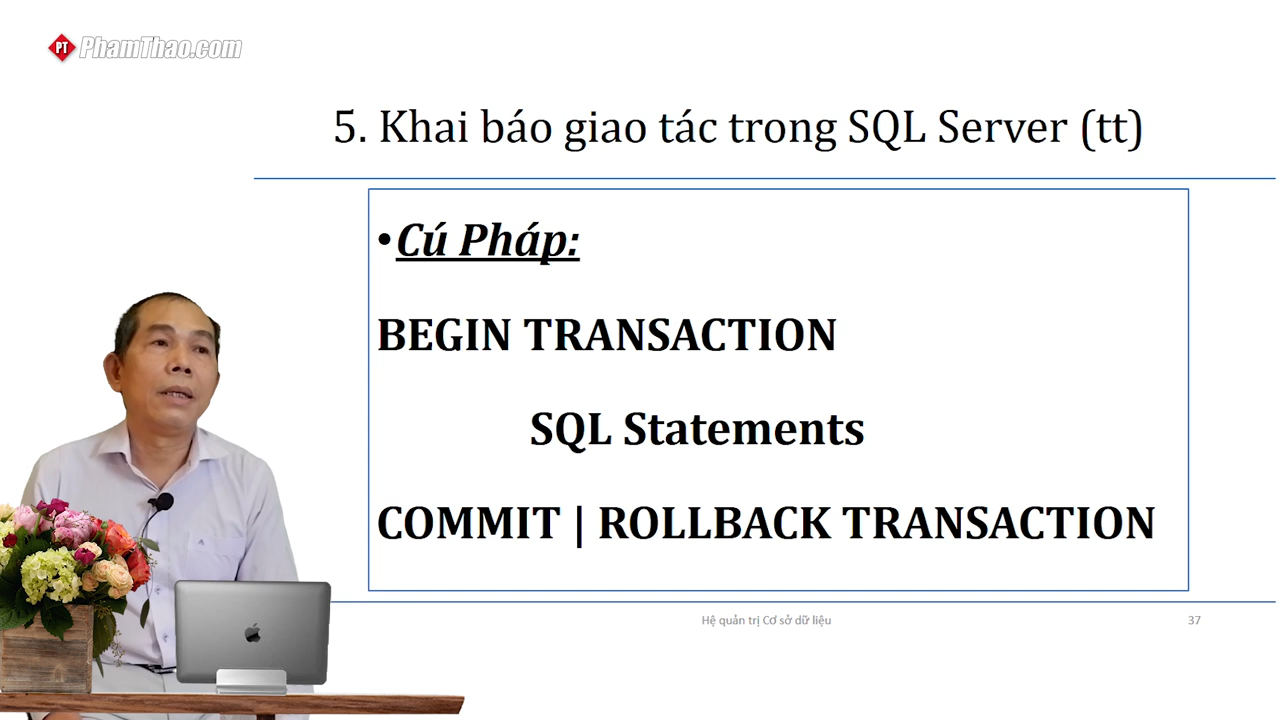 PT PhamThao.com
5. Khai báo giao tác trong SQL Server (tt)
•Cú Pháp:
BEGIN TRANSACTION
SQL Statements
COMMIT | ROLLBACK TRANSACTION
Hệ quản trị Cơ sở dữ liệu
37